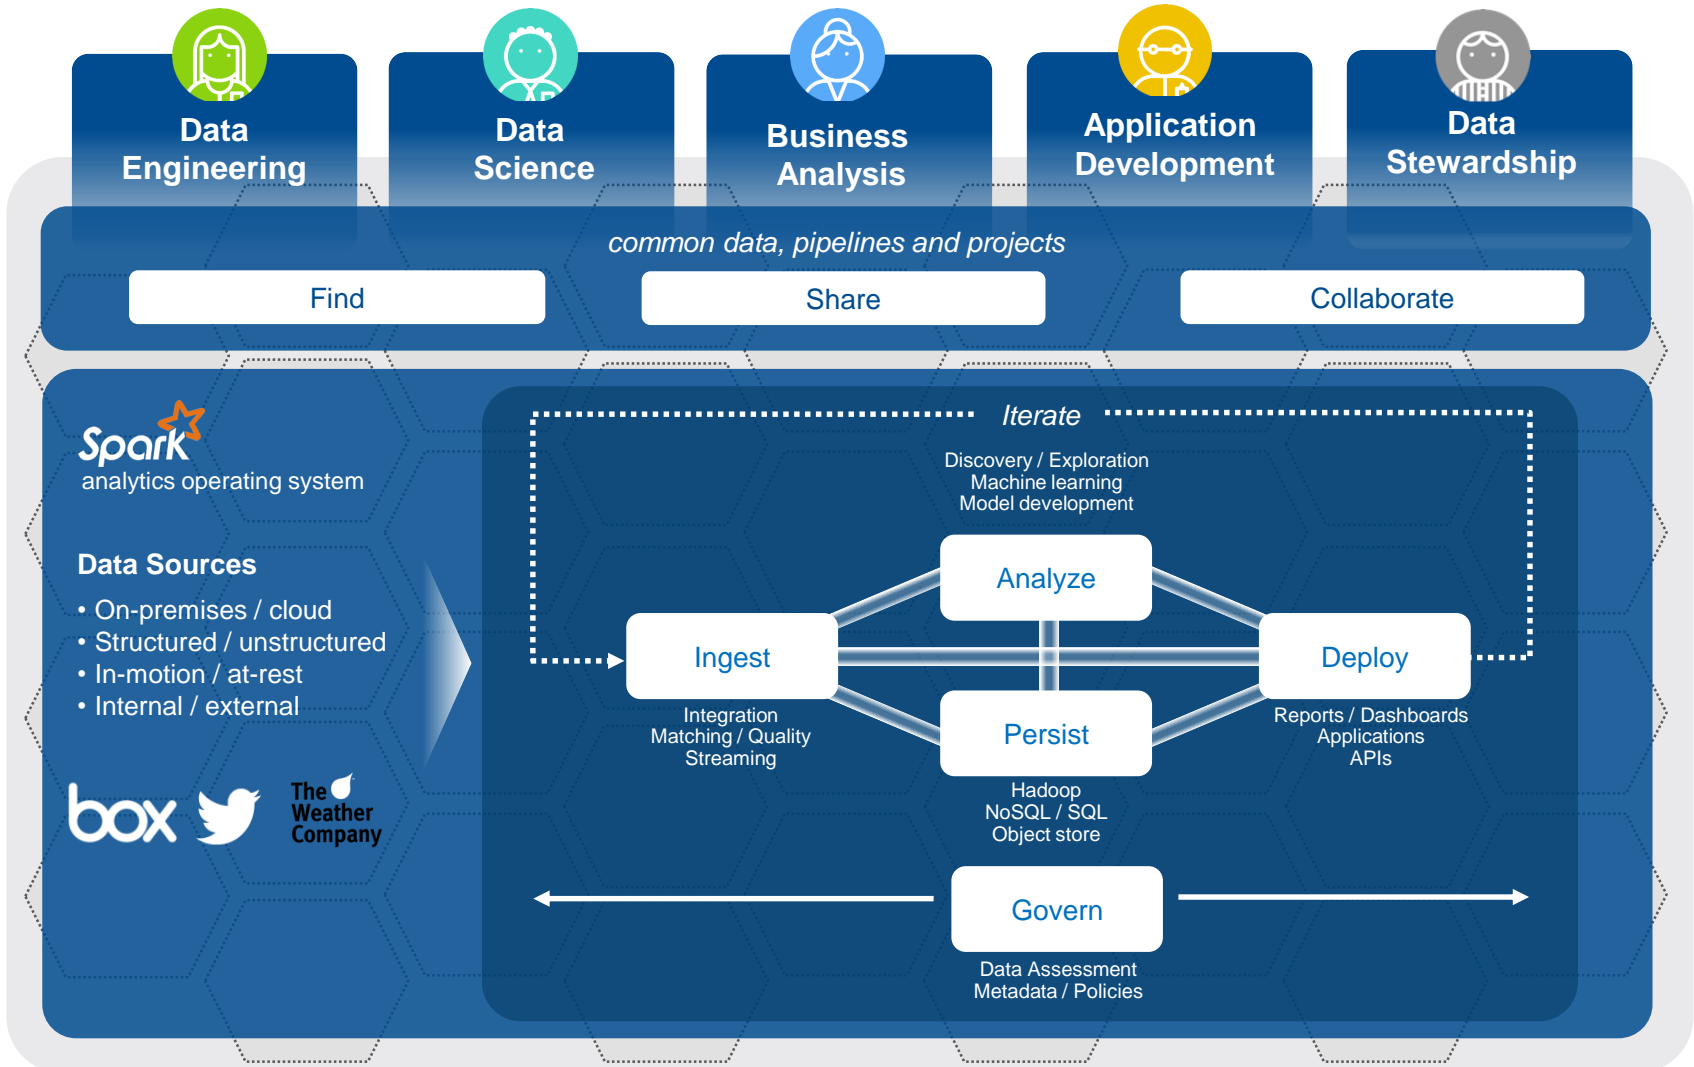 Data
Engineering
Data
Science
Business
Analysis
Application
Development
Data
Stewardship
common data, pipelines and projects
Find
Share
Collaborate
Spark
analytics operating system
Data Sources
• On-premises / cloud
• Structured / unstructured
• In-motion / at-rest
• Internal / external
box
The
Weather
Company
Iterate
Discovery / Exploration
Machine learning
Model development
Analyze
Ingest
Integration
Matching / Quality
Streaming
Persist
Hadoop
NoSQL / SQL
Object store
Deploy
Reports / Dashboards
Applications
APIs
Govern
Data Assessment
Metadata / Policies